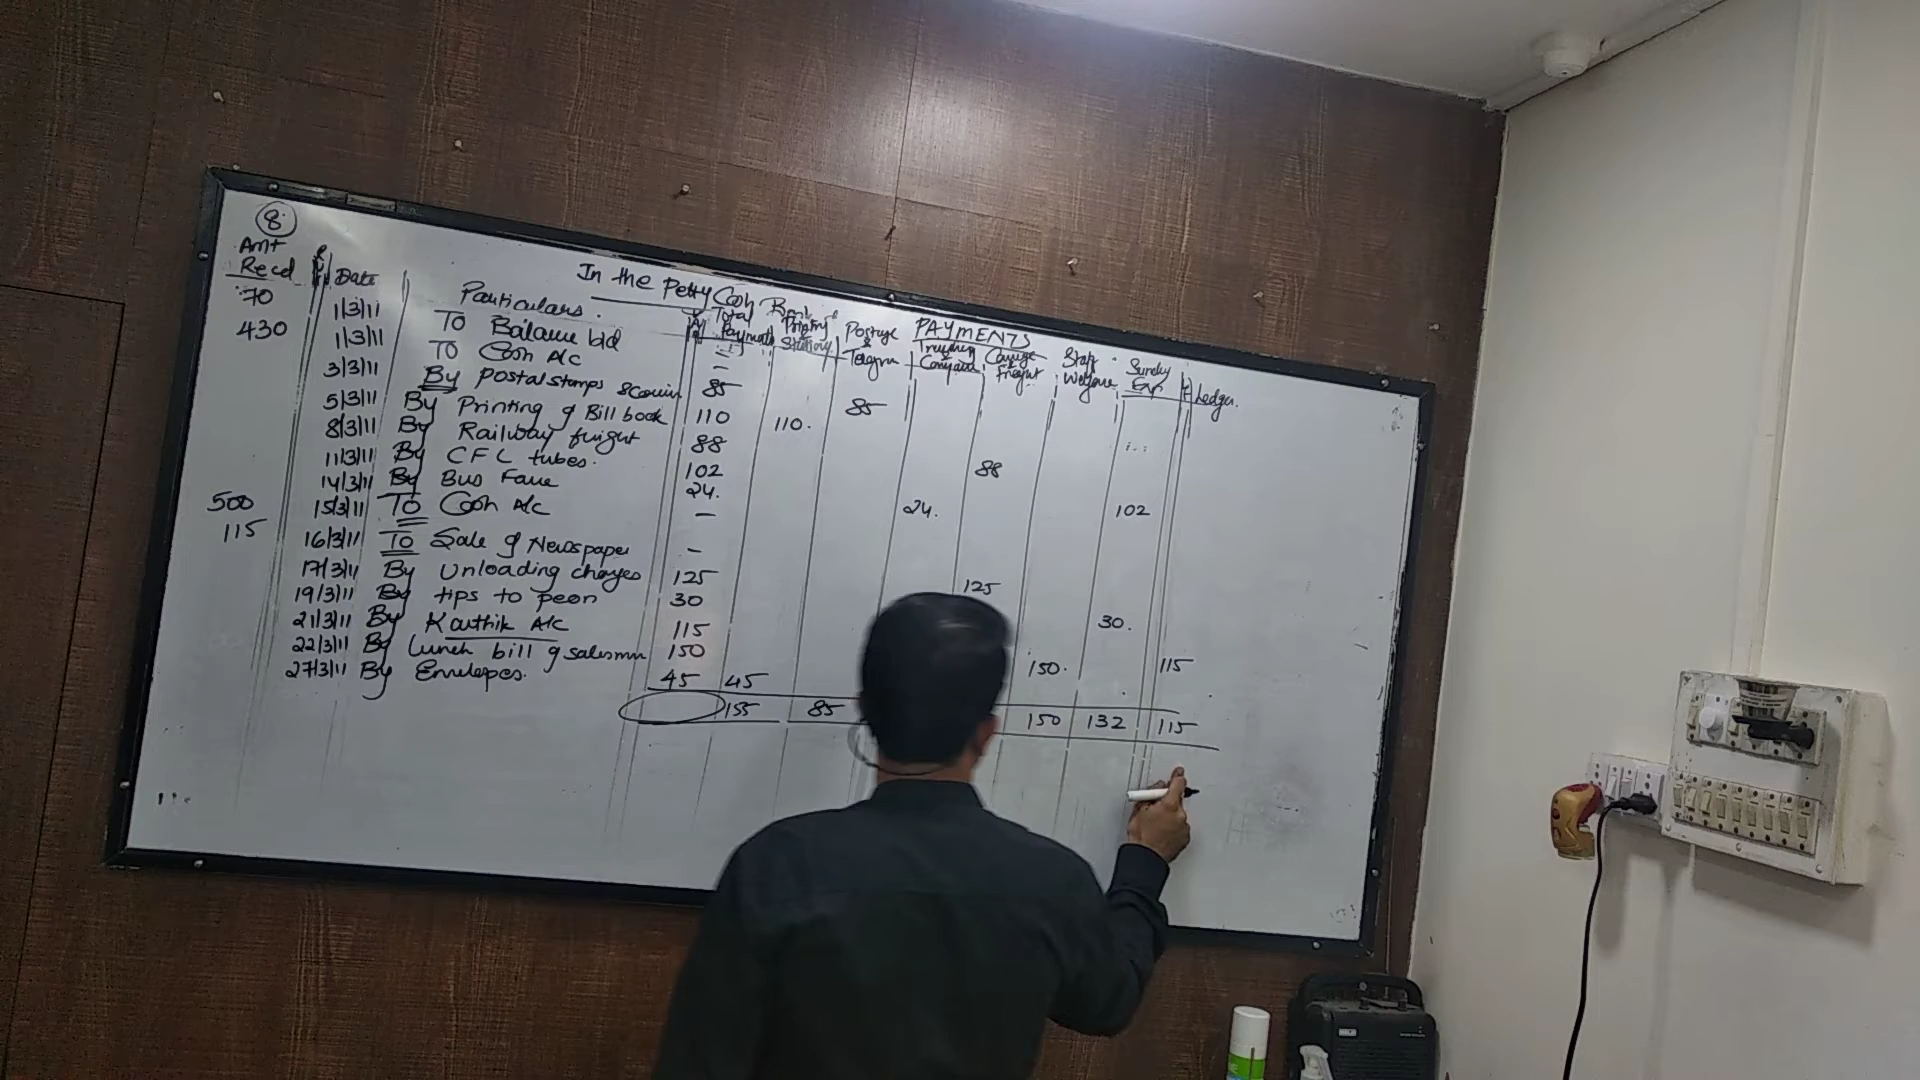 8
In the Petty Cash Book
Amt Recd Date Particulars Total Payments Printing & Stationery Postage & Telegm PAYMENTS Travelling & Conyance Carriage & Freight Staff Welfare Sundry Exp Ledger.
70 1/3/11 To Balance b/d -
430 1/3/11 To Cash A/c -
3/3/11 By Postal stamps & courier 85 85
5/3/11 By Printing of Bill book 110 110.
8/3/11 By Railway freight 88 88
11/3/11 By CFL tubes. 102 102
14/3/11 By Bus Fare 24. 24.
500 15/3/11 To Cash A/c -
115 16/3/11 To Sale of Newspaper -
17/3/11 By Unloading charges 125 125
19/3/11 By tips to peon 30 30.
21/3/11 By Karthik A/c 115 115
22/3/11 By Lunch bill of salesmn 150 150.
27/3/11 By Envelopes. 45 45
155 85 150 132 115